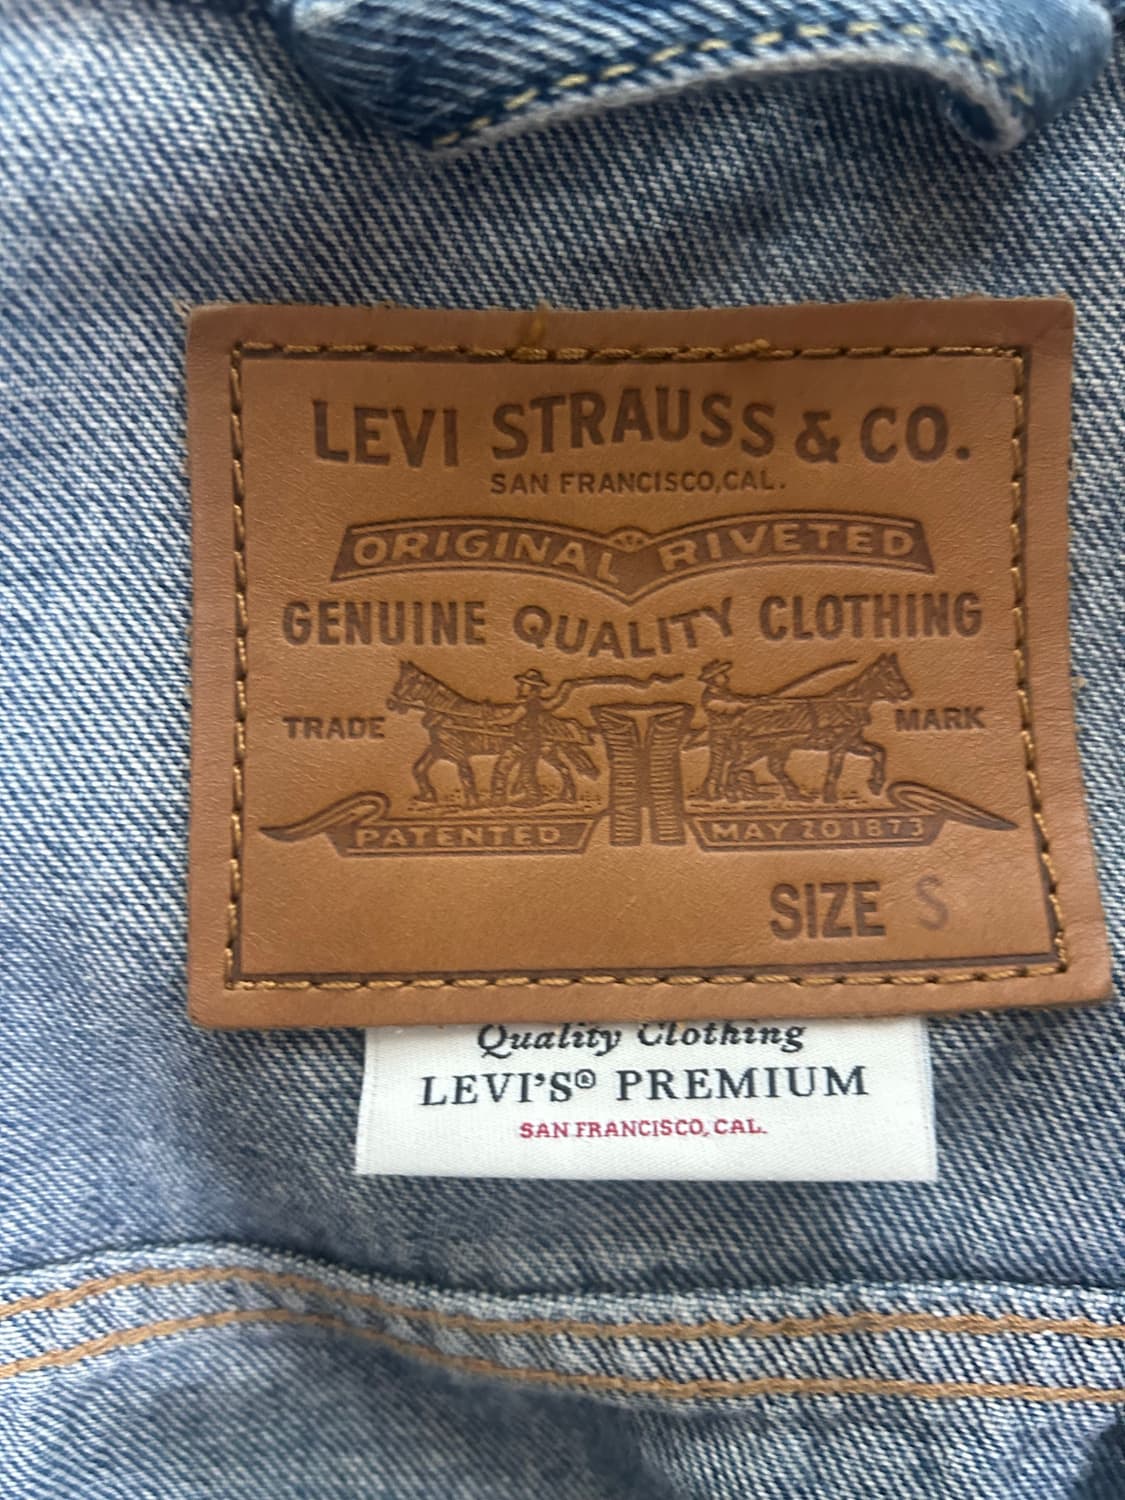 LEVI STRAUSS & CO.
SAN FRANCISCO, CAL.
ORIGINAL RIVETED
GENUINE QUALITY CLOTHING
TRADE MARK
PATENTED MAY 20 1873
SIZE S
Quality Clothing
LEVI'S® PREMIUM
SAN FRANCISCO, CAL.